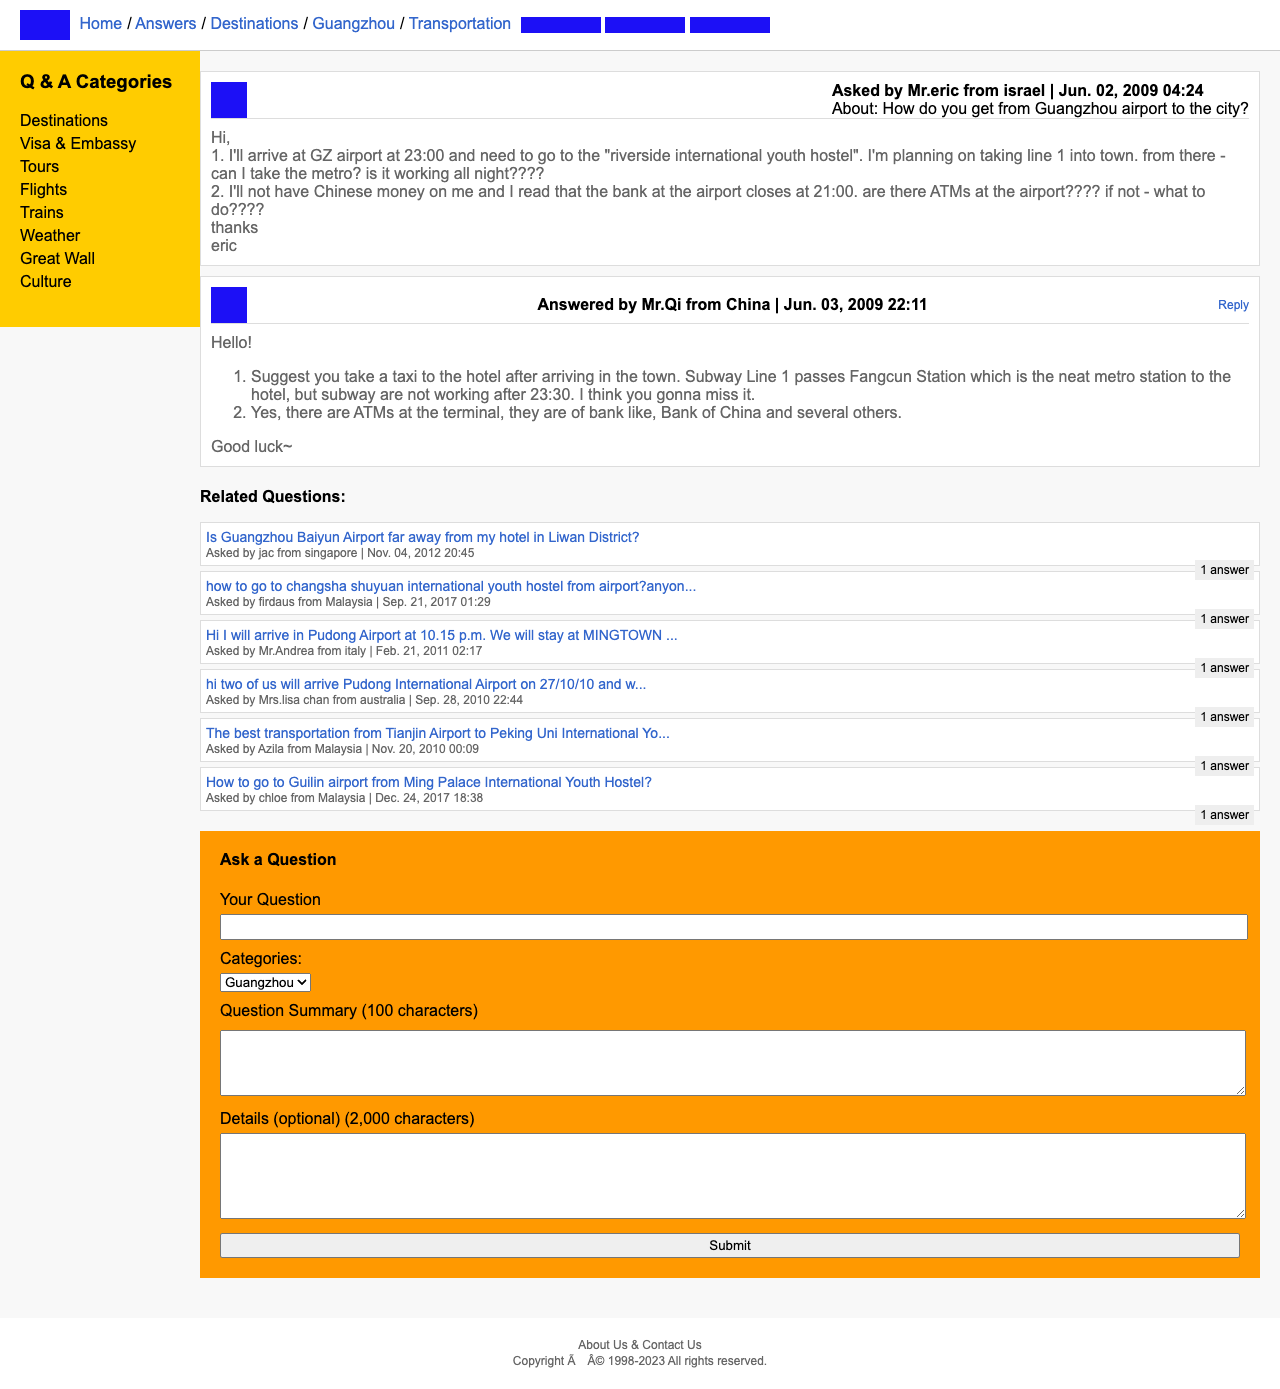 Home / Answers / Destinations / Guangzhou / Transportation
Q & A Categories
Destinations
Visa & Embassy
Tours
Flights
Trains
Weather
Great Wall
Culture
Asked by Mr.eric from israel | Jun. 02, 2009 04:24
About: How do you get from Guangzhou airport to the city?
Hi,
1. I'll arrive at GZ airport at 23:00 and need to go to the "riverside international youth hostel". I'm planning on taking line 1 into town. from there -
can I take the metro? is it working all night????
2. I'll not have Chinese money on me and I read that the bank at the airport closes at 21:00. are there ATMs at the airport???? if not - what to
do????
thanks
eric
Answered by Mr.Qi from China | Jun. 03, 2009 22:11
Reply
Hello!
1. Suggest you take a taxi to the hotel after arriving in the town. Subway Line 1 passes Fangcun Station which is the neat metro station to the
hotel, but subway are not working after 23:30. I think you gonna miss it.
2. Yes, there are ATMs at the terminal, they are of bank like, Bank of China and several others.
Good luck~
Related Questions:
Is Guangzhou Baiyun Airport far away from my hotel in Liwan District?
Asked by jac from singapore | Nov. 04, 2012 20:45
1 answer
how to go to changsha shuyuan international youth hostel from airport?anyon...
Asked by firdaus from Malaysia | Sep. 21, 2017 01:29
1 answer
Hi I will arrive in Pudong Airport at 10.15 p.m. We will stay at MINGTOWN ...
Asked by Mr.Andrea from italy | Feb. 21, 2011 02:17
1 answer
hi two of us will arrive Pudong International Airport on 27/10/10 and w...
Asked by Mrs.lisa chan from australia | Sep. 28, 2010 22:44
1 answer
The best transportation from Tianjin Airport to Peking Uni International Yo...
Asked by Azila from Malaysia | Nov. 20, 2010 00:09
1 answer
How to go to Guilin airport from Ming Palace International Youth Hostel?
Asked by chloe from Malaysia | Dec. 24, 2017 18:38
1 answer
Ask a Question
Your Question
Categories:
Guangzhou
Question Summary (100 characters)
Details (optional) (2,000 characters)
Submit
About Us & Contact Us
Copyright Ã Â© 1998-2023 All rights reserved.